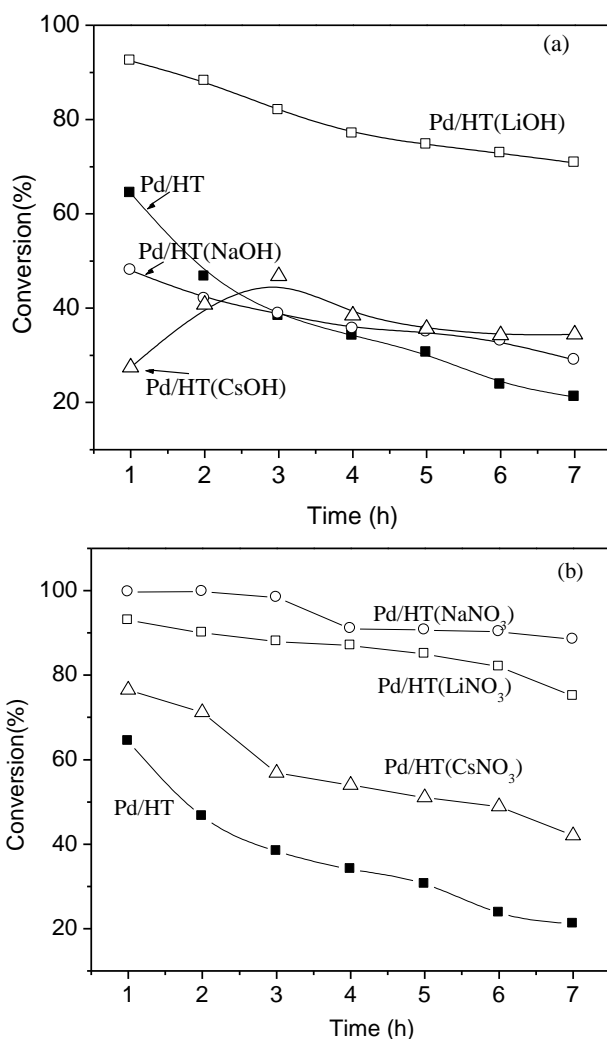 (a)
100
80
60
40
20
Conversion(%)
Pd/HT(LiOH)
Pd/HT
Pd/HT(NaOH)
Pd/HT(CsOH)
1 2 3 4 5 6 7
Time (h)
(b)
100
80
60
40
20
Conversion(%)
Pd/HT(NaNO₃)
Pd/HT(LiNO₃)
Pd/HT(CsNO₃)
Pd/HT
1 2 3 4 5 6 7
Time (h)